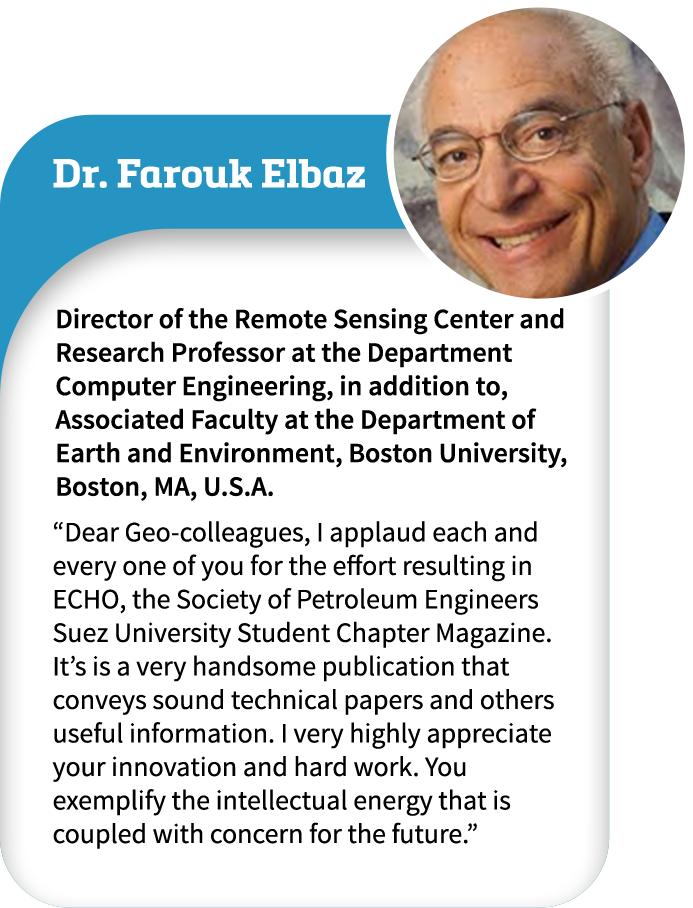 Dr. Farouk Elbaz
Director of the Remote Sensing Center and
Research Professor at the Department
Computer Engineering, in addition to,
Associated Faculty at the Department of
Earth and Environment, Boston University,
Boston, MA, U.S.A.
“Dear Geo-colleagues, I applaud each and
every one of you for the effort resulting in
ECHO, the Society of Petroleum Engineers
Suez University Student Chapter Magazine.
It’s is a very handsome publication that
conveys sound technical papers and others
useful information. I very highly appreciate
your innovation and hard work. You
exemplify the intellectual energy that is
coupled with concern for the future.”